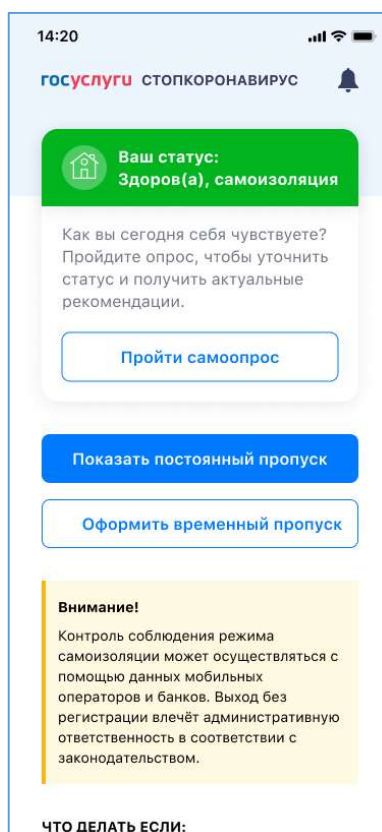 14:20
госуслуги СТОПКОРОНАВИРУС
Ваш статус:
Здоров(а), самоизоляция
Как вы сегодня себя чувствуете?
Пройдите опрос, чтобы уточнить
статус и получить актуальные
рекомендации.
Пройти самоопрос
Показать постоянный пропуск
Оформить временный пропуск
Внимание!
Контроль соблюдения режима
самоизоляции может осуществляться с
помощью данных мобильных
операторов и банков. Выход без
регистрации влечёт административную
ответственность в соответствии с
законодательством.
ЧТО ДЕЛАТЬ ЕСЛИ: